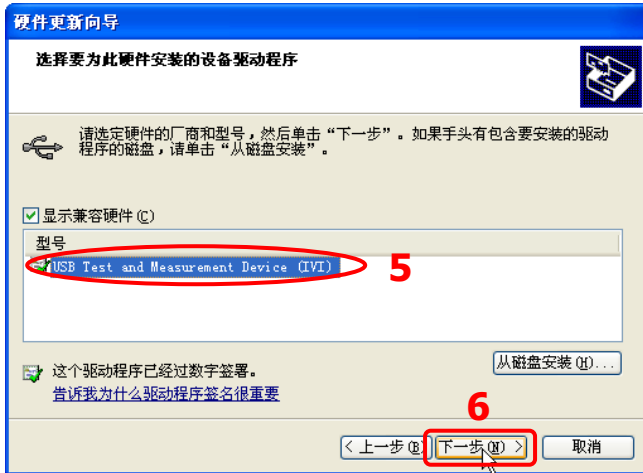 硬件更新向导
选择要为此硬件安装的设备驱动程序
请选定硬件的厂商和型号，然后单击“下一步”。如果手头有包含要安装的驱动
程序的磁盘，请单击“从磁盘安装”。
显示兼容硬件(C)
型号
USB Test and Measurement Device (IVI)
5
这个驱动程序已经过数字签署。
从磁盘安装(H)...
告诉我为什么驱动程序签名很重要
6
< 上一步(B) 下一步(N) > 取消